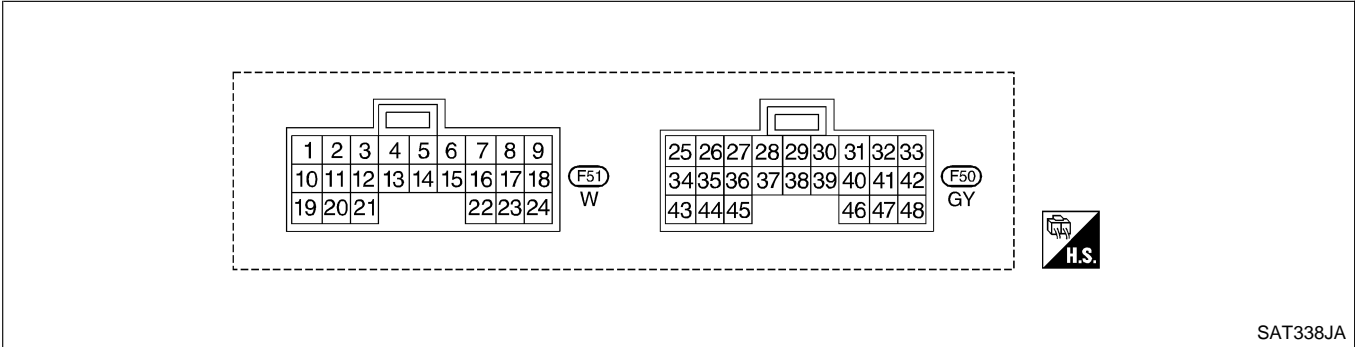 1 2 3 4 5 6 7 8 9
10 11 12 13 14 15 16 17 18
19 20 21 22 23 24
F51
W
25 26 27 28 29 30 31 32 33
34 35 36 37 38 39 40 41 42
43 44 45 46 47 48
F50
GY
H.S.
SAT338JA